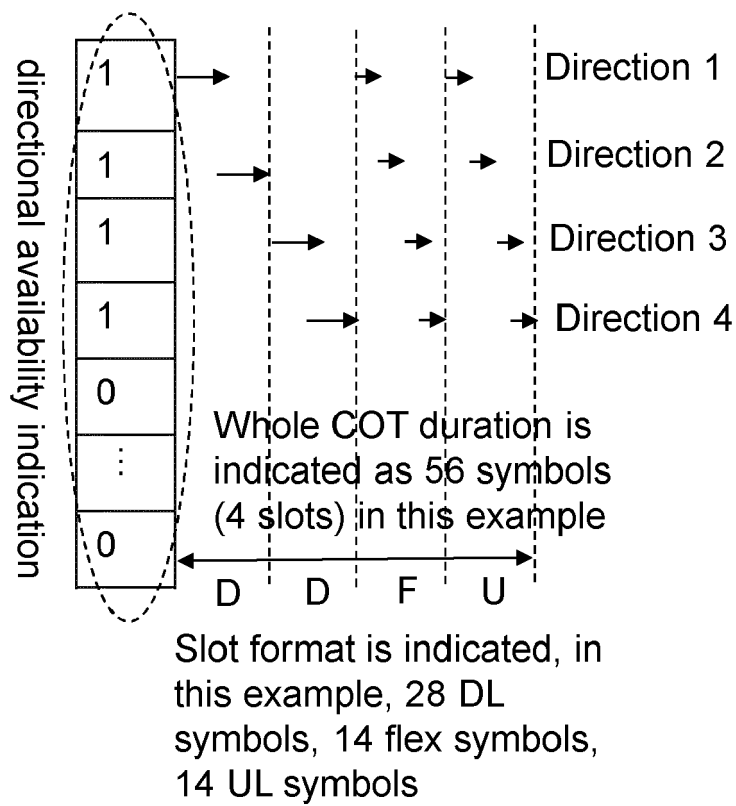 directional availability indication
1
1
1
1
0
⋮
0
Direction 1
Direction 2
Direction 3
Direction 4
Whole COT duration is
indicated as 56 symbols
(4 slots) in this example
D D F U
Slot format is indicated, in
this example, 28 DL
symbols, 14 flex symbols,
14 UL symbols